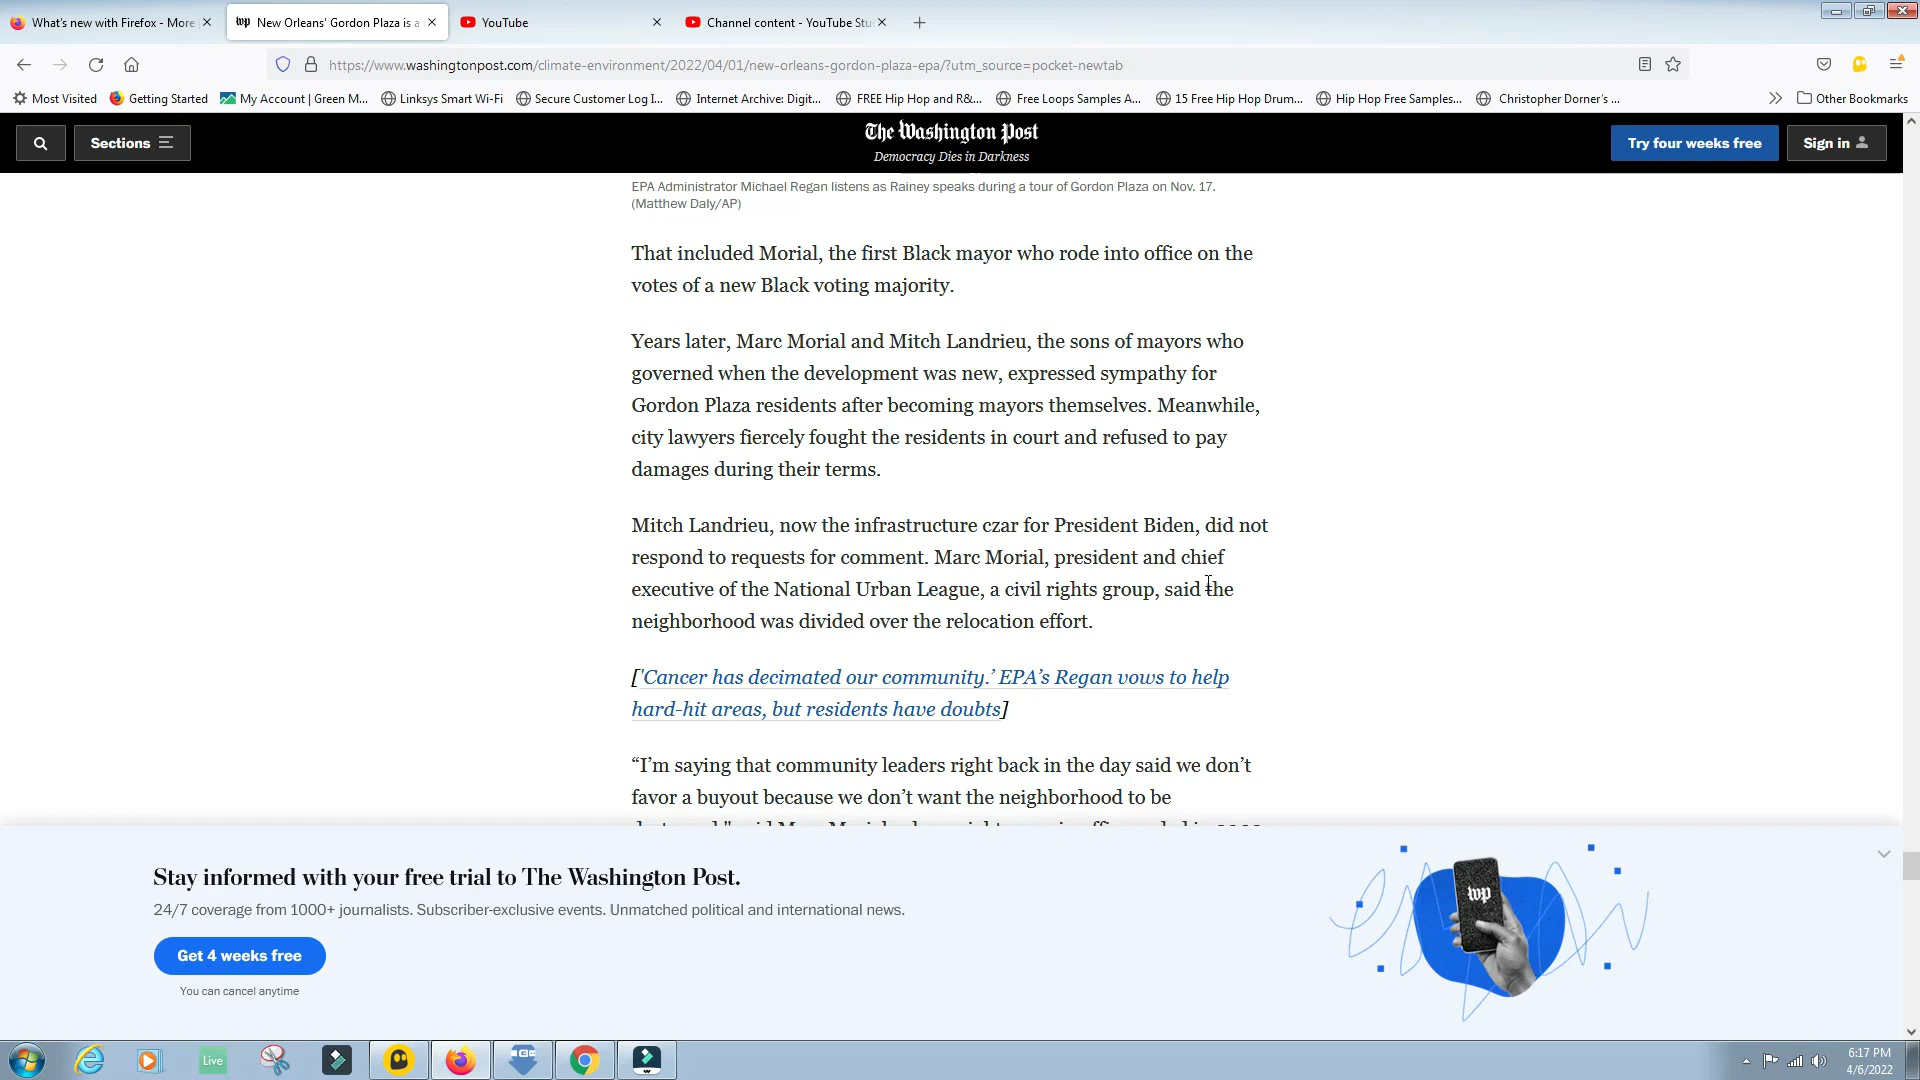 What's new with Firefox - More
New Orleans' Gordon Plaza is a
YouTube
Channel content - YouTube Stu
https://www.washingtonpost.com/climate-environment/2022/04/01/new-orleans-gordon-plaza-epa/?utm_source=pocket-newtab
Most Visited
Getting Started
My Account | Green M...
Linksys Smart Wi-Fi
Secure Customer Log I...
Internet Archive: Digit...
FREE Hip Hop and R&...
Free Loops Samples A...
15 Free Hip Hop Drum...
Hip Hop Free Samples...
Christopher Dorner's ...
Other Bookmarks
Sections
The Washington Post
Democracy Dies in Darkness
Try four weeks free
Sign in
EPA Administrator Michael Regan listens as Rainey speaks during a tour of Gordon Plaza on Nov. 17.
(Matthew Daly/AP)
That included Morial, the first Black mayor who rode into office on the
votes of a new Black voting majority.
Years later, Marc Morial and Mitch Landrieu, the sons of mayors who
governed when the development was new, expressed sympathy for
Gordon Plaza residents after becoming mayors themselves. Meanwhile,
city lawyers fiercely fought the residents in court and refused to pay
damages during their terms.
Mitch Landrieu, now the infrastructure czar for President Biden, did not
respond to requests for comment. Marc Morial, president and chief
executive of the National Urban League, a civil rights group, said the
neighborhood was divided over the relocation effort.
['Cancer has decimated our community.’ EPA’s Regan vows to help
hard-hit areas, but residents have doubts]
“I’m saying that community leaders right back in the day said we don’t
favor a buyout because we don’t want the neighborhood to be
Stay informed with your free trial to The Washington Post.
24/7 coverage from 1000+ journalists. Subscriber-exclusive events. Unmatched political and international news.
Get 4 weeks free
You can cancel anytime
wp
Live
6:17 PM
4/6/2022